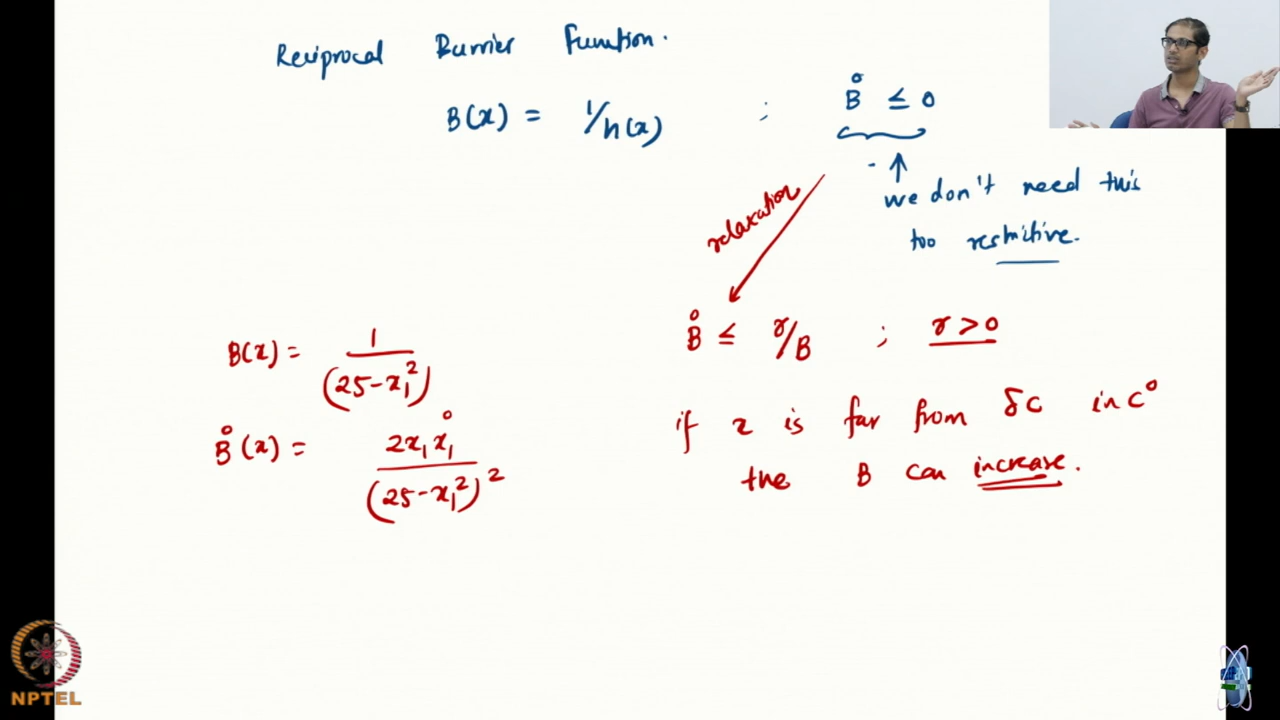 Reciprocal Barrier Function.
B(x) = 1/h(x) ; Ḃ ≤ 0
we don't need this
too restrictive.
relaxation
Ḃ ≤ r/B ; r>0
B(x) = 1/(25-x₁²)
if x is far from δC in C°
Ḃ(x) = 2x₁ẋ₁/(25-x₁²)²
the B can increase.
NPTEL